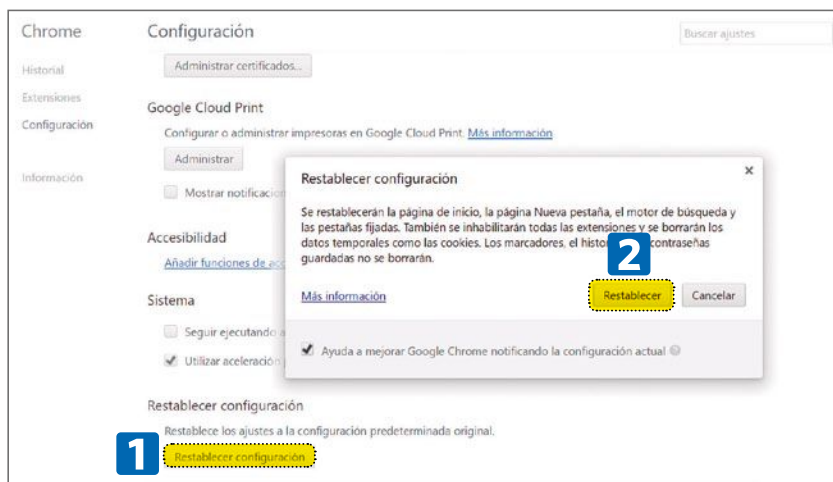 Chrome
Configuración
Buscar ajustes
Historial
Extensiones
Configuración
Información
Administrar certificados...
Google Cloud Print
Configurar o administrar impresoras en Google Cloud Print. Más información
Administrar
Mostrar notificacion
Accesibilidad
Añadir funciones de acc
Sistema
Seguir ejecutando a
Utilizar aceleración
Restablecer configuración
Restablece los ajustes a la configuración predeterminada original.
1
Restablecer configuración
Restablecer configuración
×
Se restablecerán la página de inicio, la página Nueva pestaña, el motor de búsqueda y
las pestañas fijadas. También se inhabilitarán todas las extensiones y se borrarán los
datos temporales como las cookies. Los marcadores, el histor contraseñas
guardadas no se borrarán.
2
Más información
Restablecer
Cancelar
Ayuda a mejorar Google Chrome notificando la configuración actual